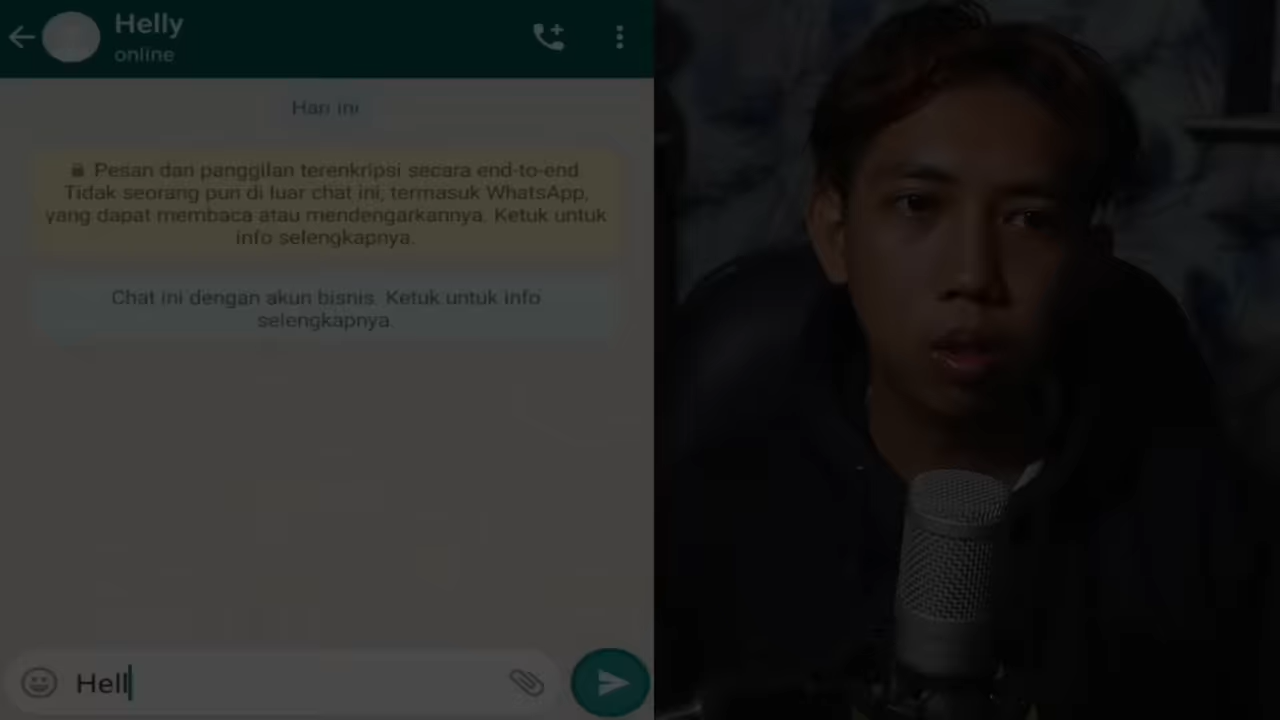 Helly
online
Hari ini
Pesan dan panggilan terenkripsi secara end-to-end
Tidak seorang pun di luar chat ini, termasuk WhatsApp,
yang dapat membaca atau mendengarkannya. Ketuk untuk
info selengkapnya.
Chat ini dengan akun bisnis. Ketuk untuk info
selengkapnya.
Hell